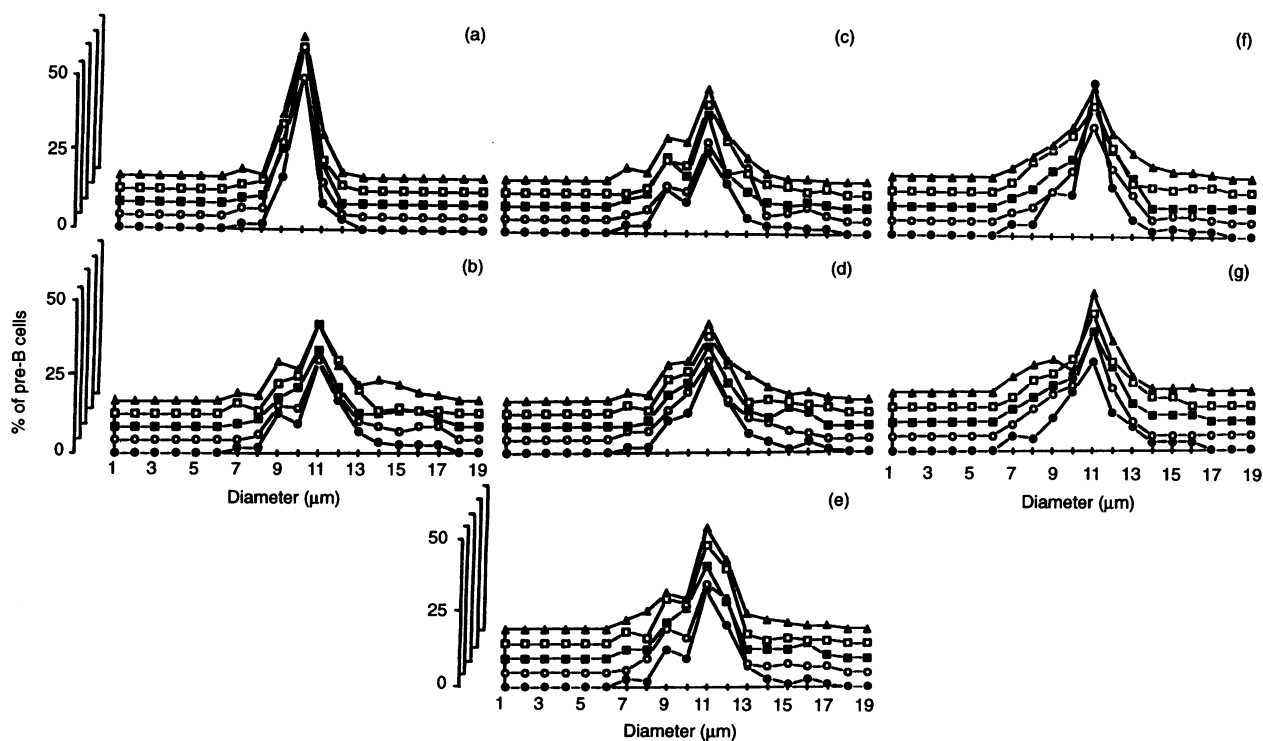 (a)
(c)
(f)
50
25
0
(b)
(d)
(g)
% of pre-B cells
50
25
0
1 3 5 7 9 11 13 15 17 19
Diameter (μm)
1 3 5 7 9 11 13 15 17 19
Diameter (μm)
(e)
50
25
0
1 3 5 7 9 11 13 15 17 19
Diameter (μm)